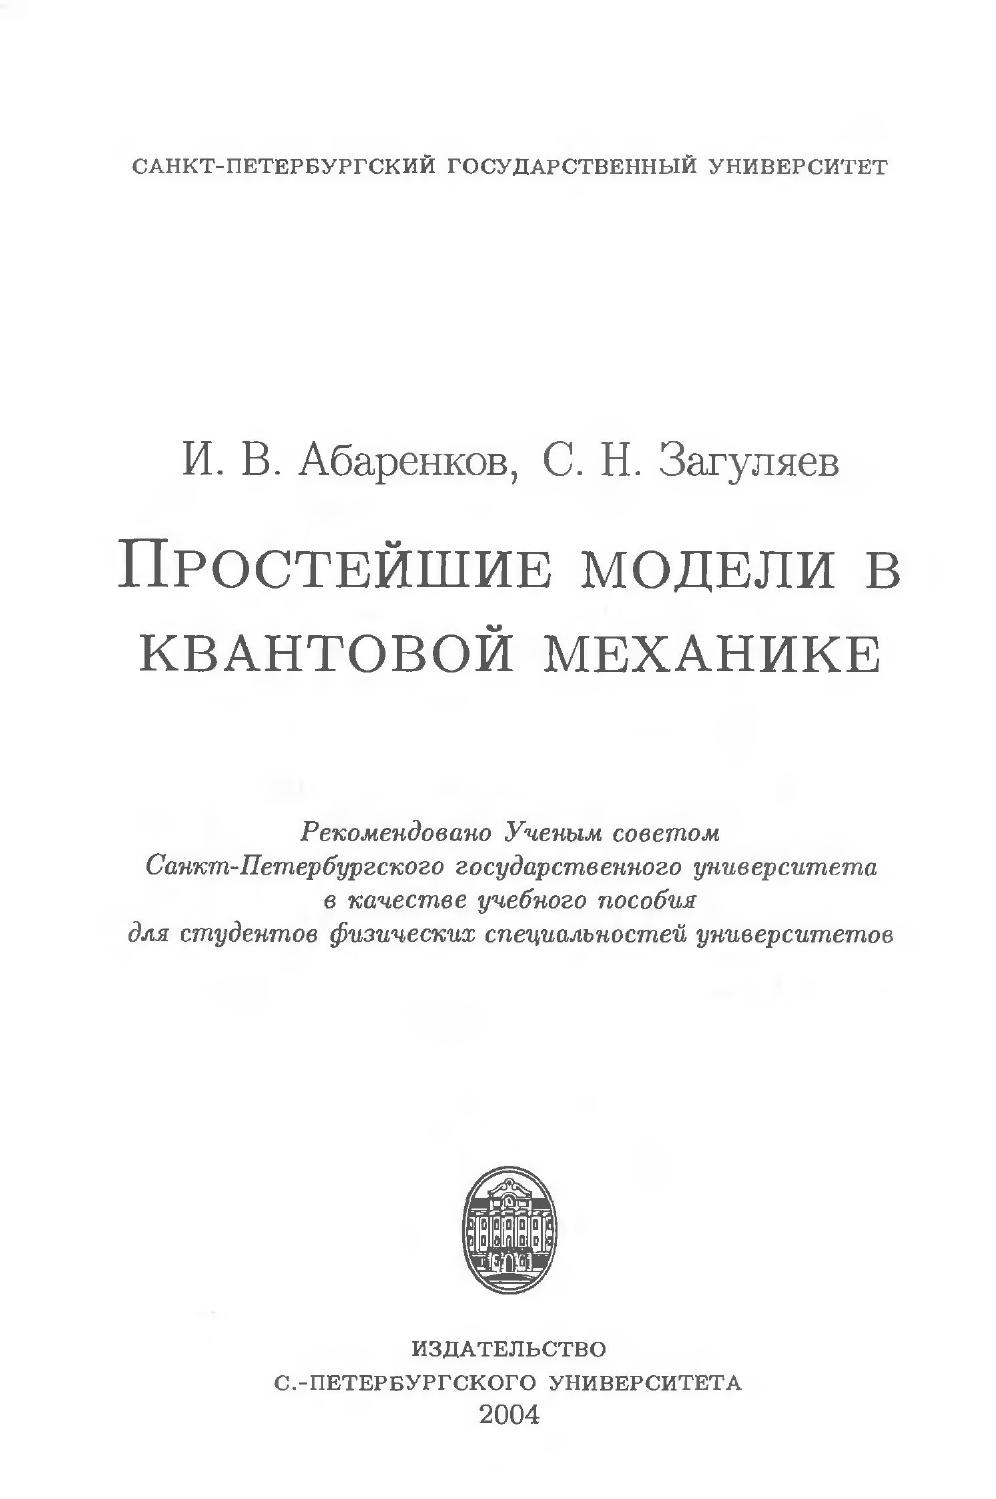 САНКТ-ПЕТЕРБУРГСКИЙ ГОСУДАРСТВЕННЫЙ УНИВЕРСИТЕТ
И. В. Абаренков, С. Н. Загуляев
ПРОСТЕЙШИЕ МОДЕЛИ В
КВАНТОВОЙ МЕХАНИКЕ
Рекомендовано Ученым советом
Санкт-Петербургского государственного университета
в качестве учебного пособия
для студентов физических специальностей университетов
ИЗДАТЕЛЬСТВО
С.-ПЕТЕРБУРГСКОГО УНИВЕРСИТЕТА
2004